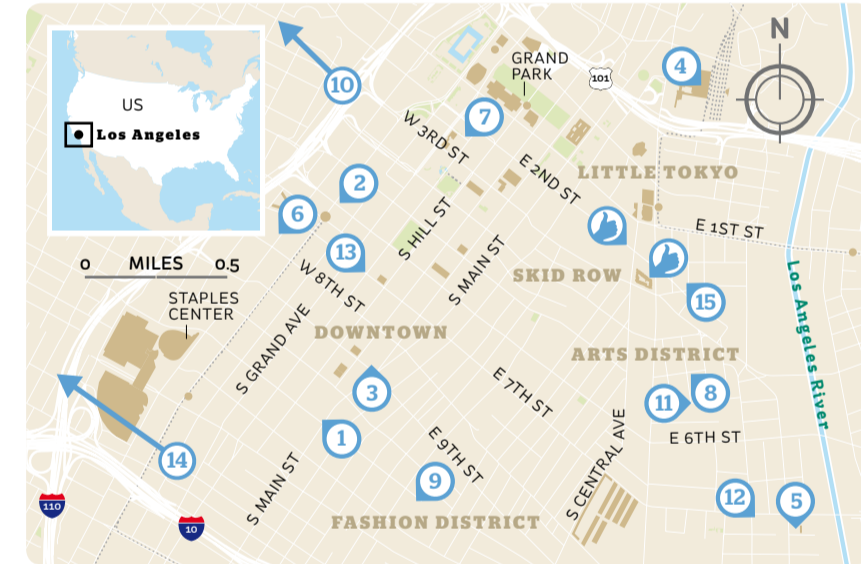 US
Los Angeles
0 MILES 0.5
10
GRAND
PARK
101
4
N
7
W 3RD ST
E 2ND ST
LITTLE TOKYO
2
6
13
S HILL ST
S MAIN ST
E 1ST ST
SKID ROW
15
W 8TH ST
STAPLES
CENTER
S GRAND AVE
DOWNTOWN
ARTS DISTRICT
Los Angeles River
3
E 7TH ST
11
8
1
E 6TH ST
14
E 9TH ST
S MAIN ST
9
S CENTRAL AVE
12
5
110
10
FASHION DISTRICT